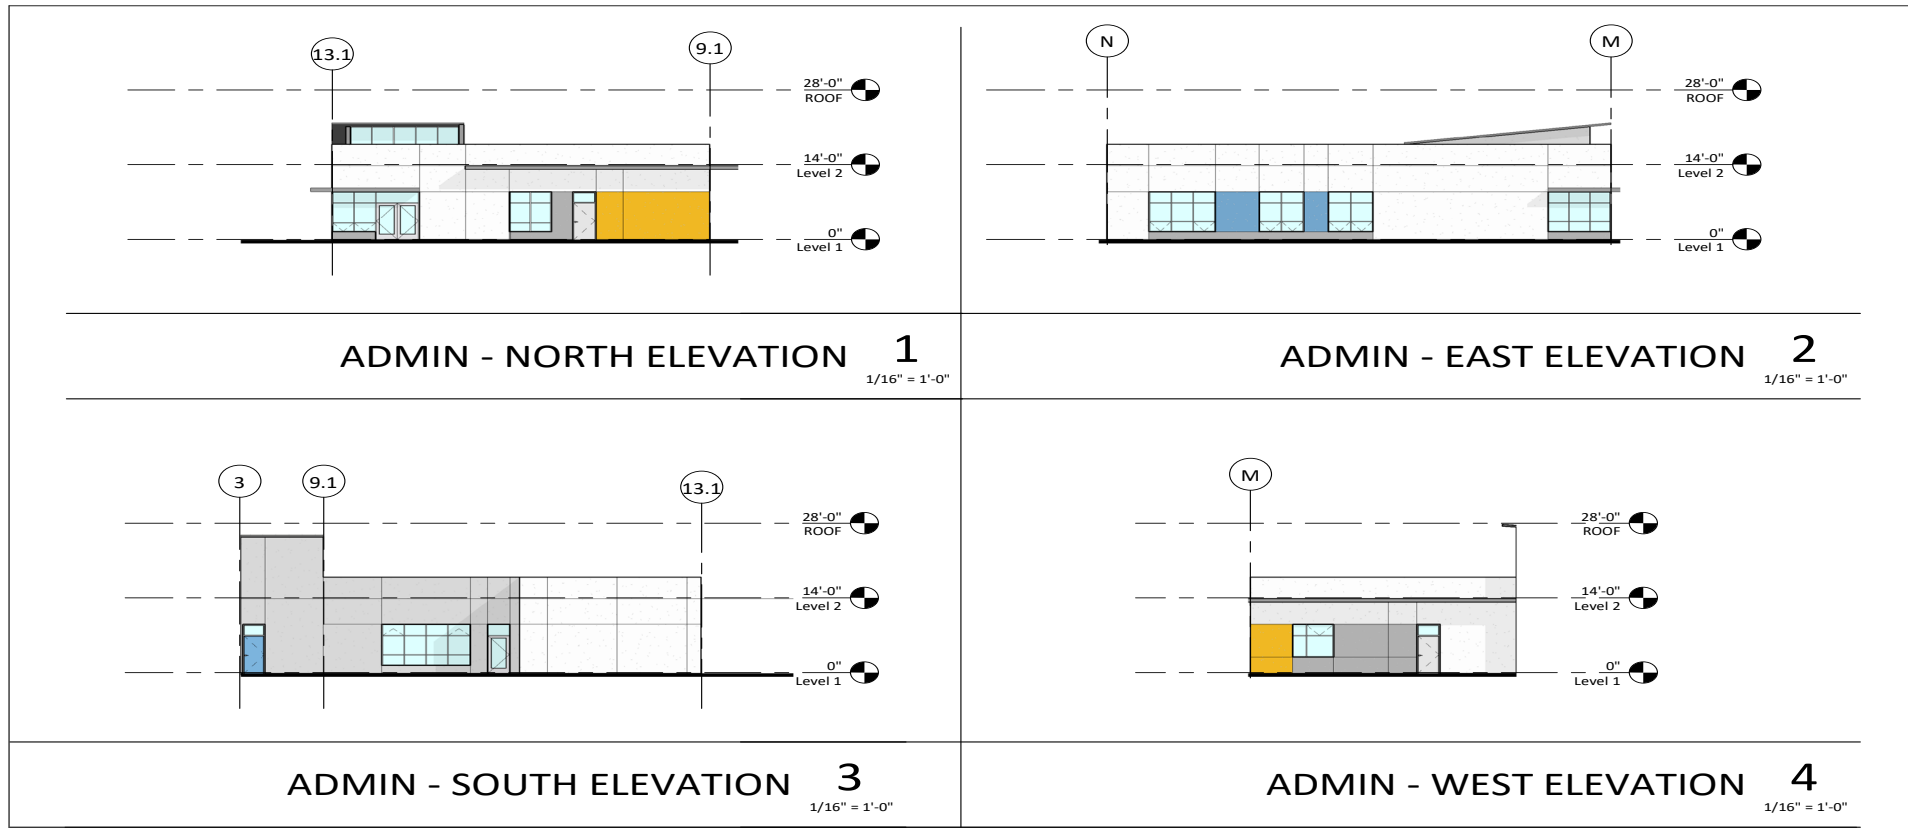 13.1
9.1
28'-0"
ROOF
14'-0"
Level 2
0"
Level 1
ADMIN - NORTH ELEVATION 1
1/16" = 1'-0"
N
M
28'-0"
ROOF
14'-0"
Level 2
0"
Level 1
ADMIN - EAST ELEVATION 2
1/16" = 1'-0"
3
9.1
13.1
28'-0"
ROOF
14'-0"
Level 2
0"
Level 1
ADMIN - SOUTH ELEVATION 3
1/16" = 1'-0"
M
28'-0"
ROOF
14'-0"
Level 2
0"
Level 1
ADMIN - WEST ELEVATION 4
1/16" = 1'-0"